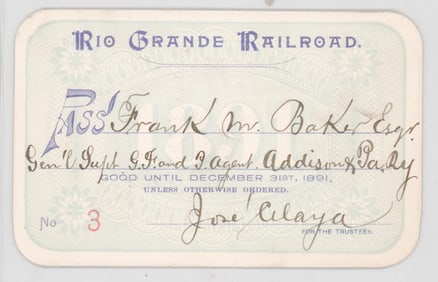 RIO GRANDE RAILROAD.
PASS Frank M. Baker Esqr.
Gen'l Supt G. F. and P. Agent. Addison & Pa. Ry
GOOD UNTIL DECEMBER 31ST, 1891,
UNLESS OTHERWISE ORDERED.
No 3
José Celaya
FOR THE TRUSTEES.